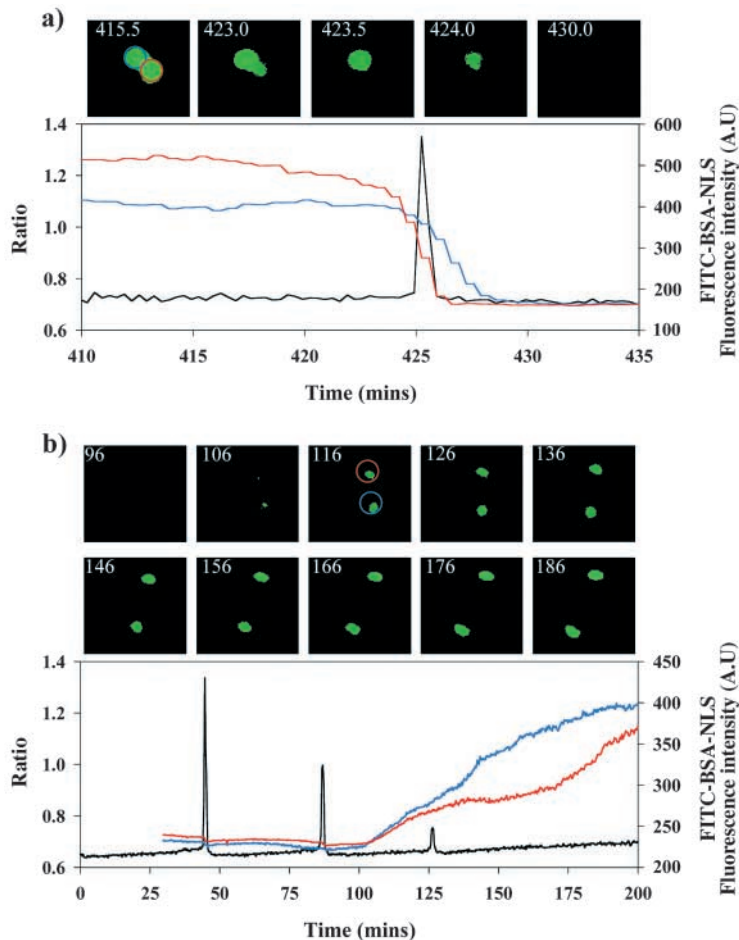 a)
415.5 423.0 423.5 424.0 430.0
1.4 600
1.2 500
400
1.0
300
0.8 200
0.6 100
410 415 420 425 430 435
Ratio
FITC-BSA-NLS
Fluorescence intensity (A.U)
Time (mins)
b)
96 106 116 126 136
146 156 166 176 186
1.4 450
400
1.2
350
1.0 300
0.8 250
0.6 200
0 25 50 75 100 125 150 175 200
Ratio
FITC-BSA-NLS
Fluorescence intensity (A.U)
Time (mins)